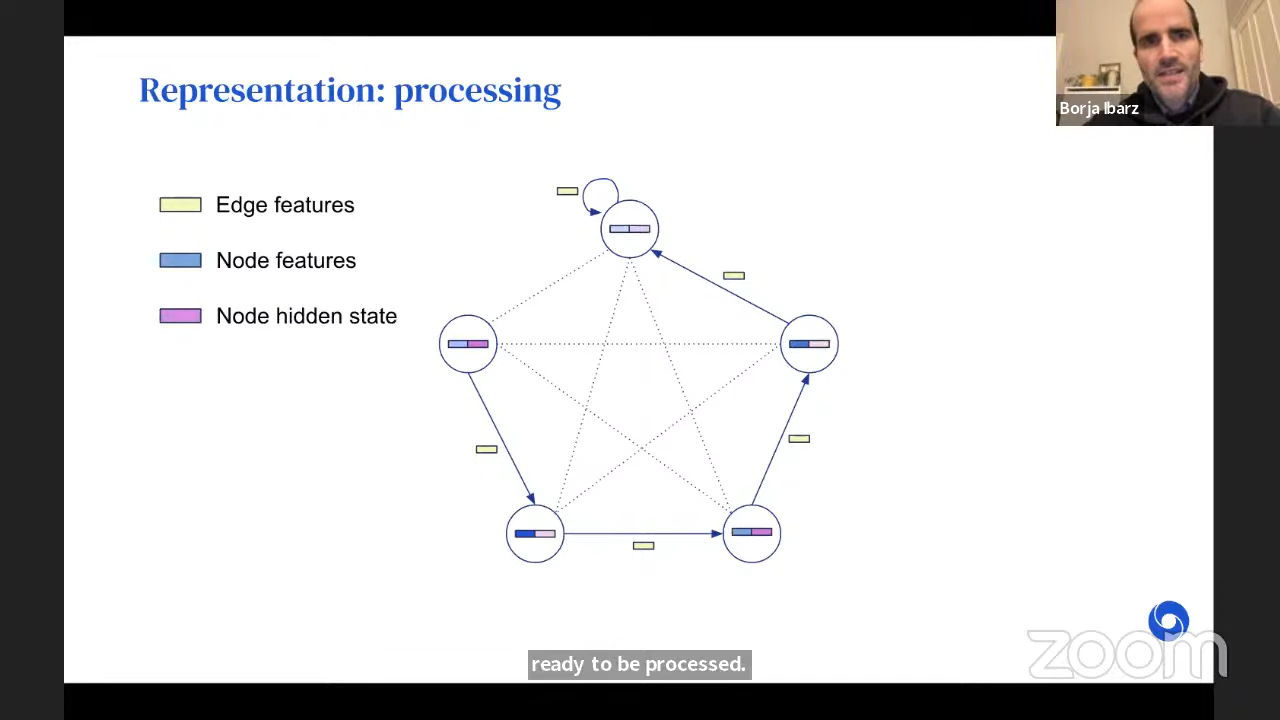 Representation: processing
Borja Ibarz
Edge features
Node features
Node hidden state
ready to be processed.
zoom